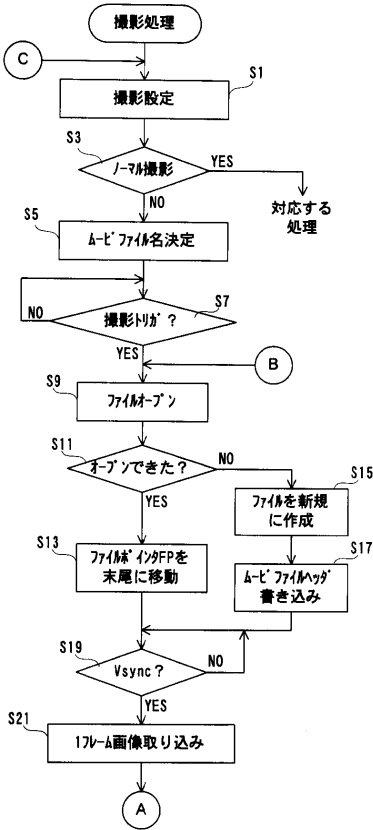 撮影処理
C
S1
撮影設定
S3
ﾉｰﾏﾙ撮影
YES
NO
対応する
処理
S5
ﾑｰﾋﾞﾌｧｲﾙ名決定
S7
撮影ﾄﾘｶﾞ?
NO
YES
B
S9
ﾌｧｲﾙｵｰﾌﾟﾝ
S11
ｵｰﾌﾟﾝできた?
NO
YES
S15
ﾌｧｲﾙを新規
に作成
S13
ﾌｧｲﾙﾎﾟｲﾝﾀFPを
末尾に移動
S17
ﾑｰﾋﾞﾌｧｲﾙﾍｯﾀﾞ
書き込み
S19
Vsync?
NO
YES
S21
1ﾌﾚｰﾑ画像取り込み
A